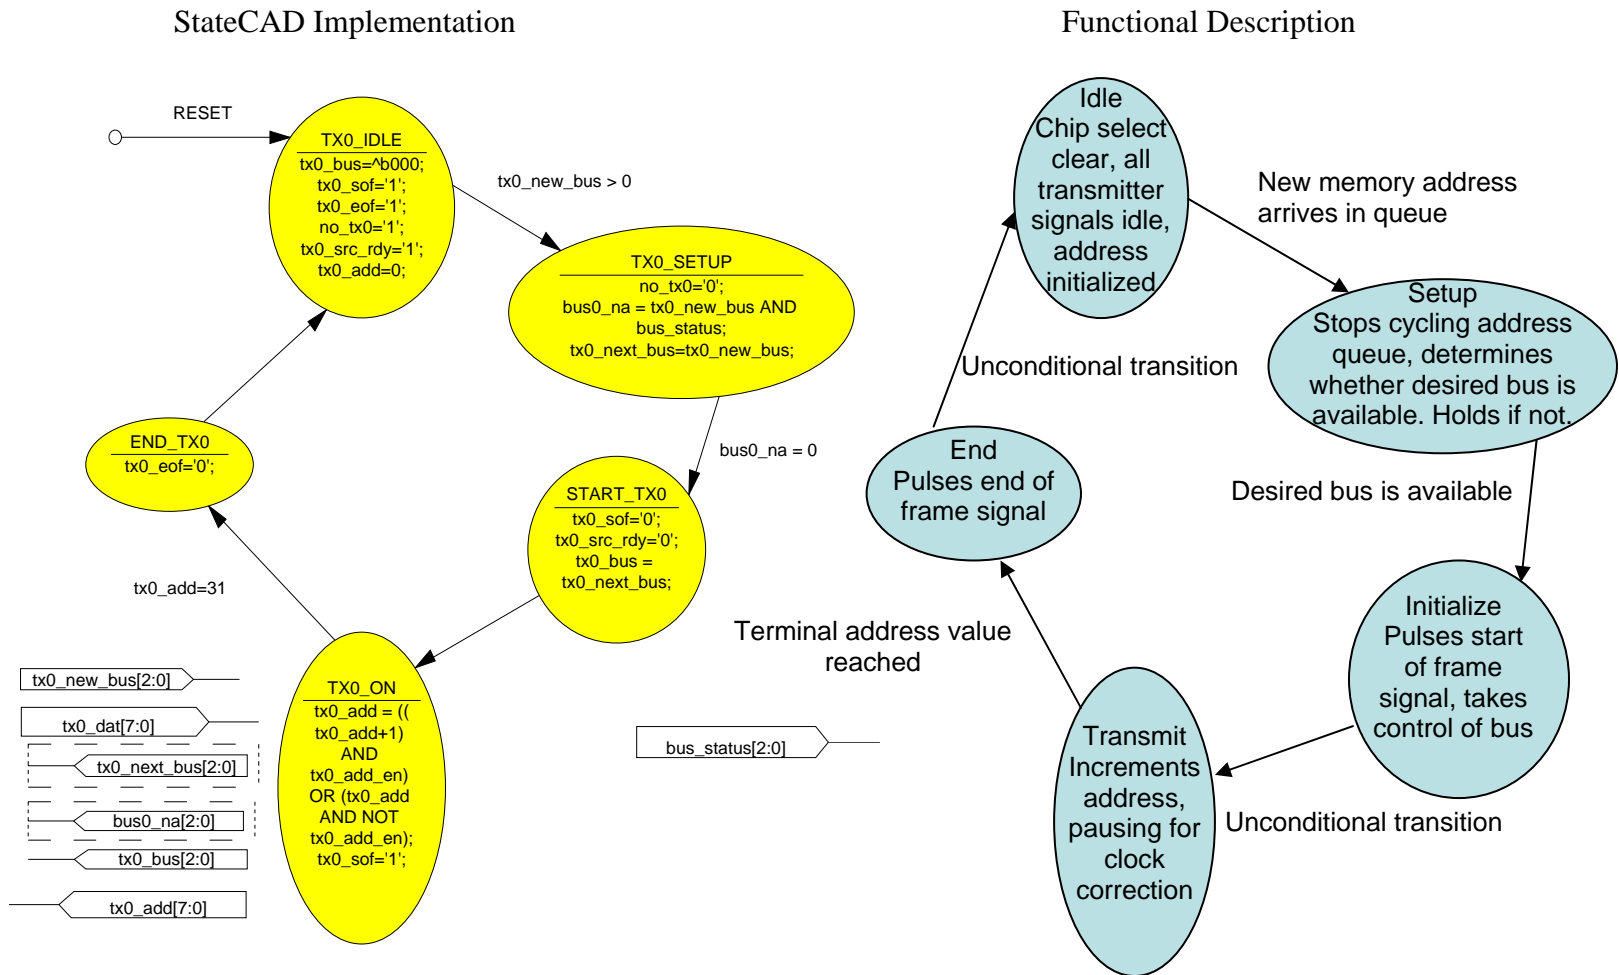 StateCAD Implementation
Functional Description
RESET
TX0_IDLE
tx0_bus=^b000;
tx0_sof='1';
tx0_eof='1';
no_tx0='1';
tx0_src_rdy='1';
tx0_add=0;
tx0_new_bus > 0
TX0_SETUP
no_tx0='0';
bus0_na = tx0_new_bus AND
bus_status;
tx0_next_bus=tx0_new_bus;
bus0_na = 0
START_TX0
tx0_sof='0';
tx0_src_rdy='0';
tx0_bus =
tx0_next_bus;
END_TX0
tx0_eof='0';
tx0_add=31
TX0_ON
tx0_add = ((
tx0_add+1)
AND
tx0_add_en)
OR (tx0_add
AND NOT
tx0_add_en);
tx0_sof='1';
tx0_new_bus[2:0]
tx0_dat[7:0]
tx0_next_bus[2:0]
bus0_na[2:0]
tx0_bus[2:0]
tx0_add[7:0]
bus_status[2:0]
Idle
Chip select
clear, all
transmitter
signals idle,
address
initialized
New memory address
arrives in queue
Setup
Stops cycling address
queue, determines
whether desired bus is
available. Holds if not.
Unconditional transition
End
Pulses end of
frame signal
Desired bus is available
Initialize
Pulses start
of frame
signal, takes
control of bus
Terminal address value
reached
Transmit
Increments
address,
pausing for
clock
correction
Unconditional transition